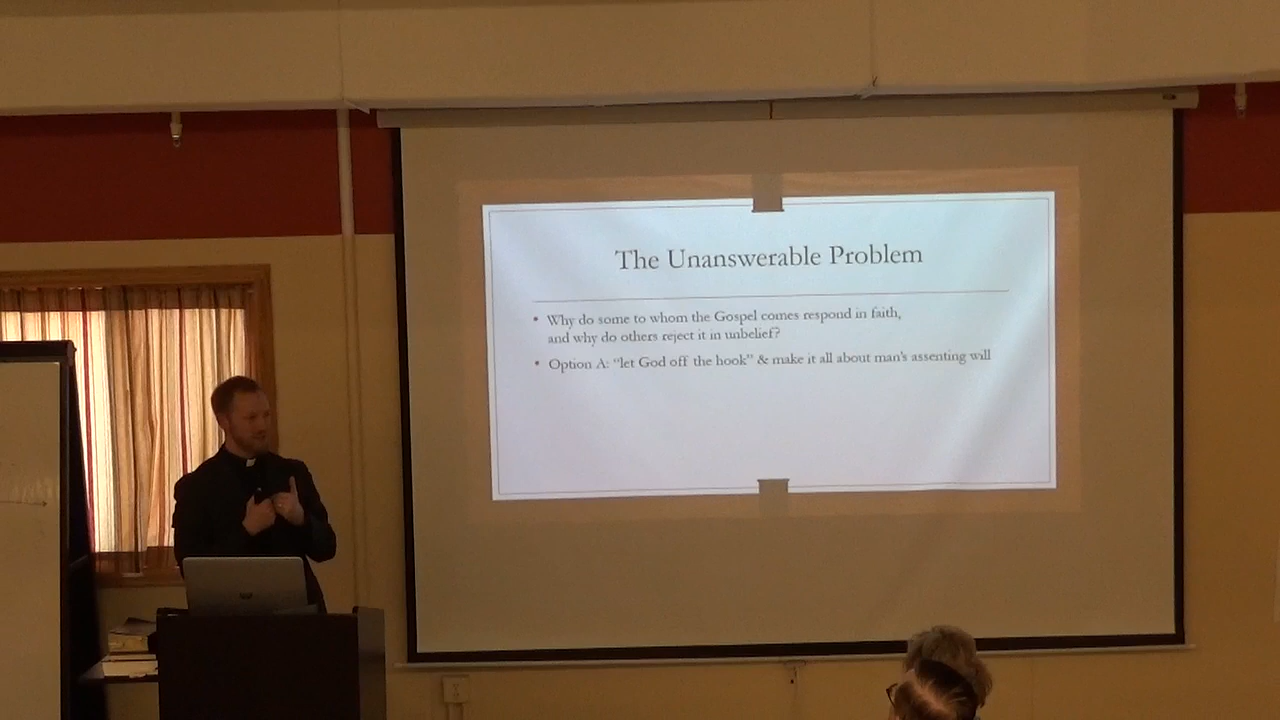 The Unanswerable Problem
• Why do some to whom the Gospel comes respond in faith,
and why do others reject it in unbelief?
• Option A: “let God off the hook” & make it all about man’s assenting will